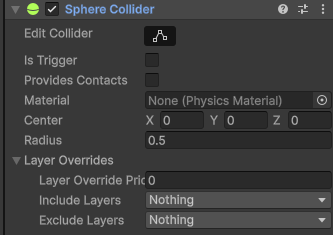 Sphere Collider
Edit Collider
Is Trigger
Provides Contacts
Material None (Physics Material)
Center X 0 Y 0 Z 0
Radius 0.5
Layer Overrides
Layer Override Pric 0
Include Layers Nothing
Exclude Layers Nothing